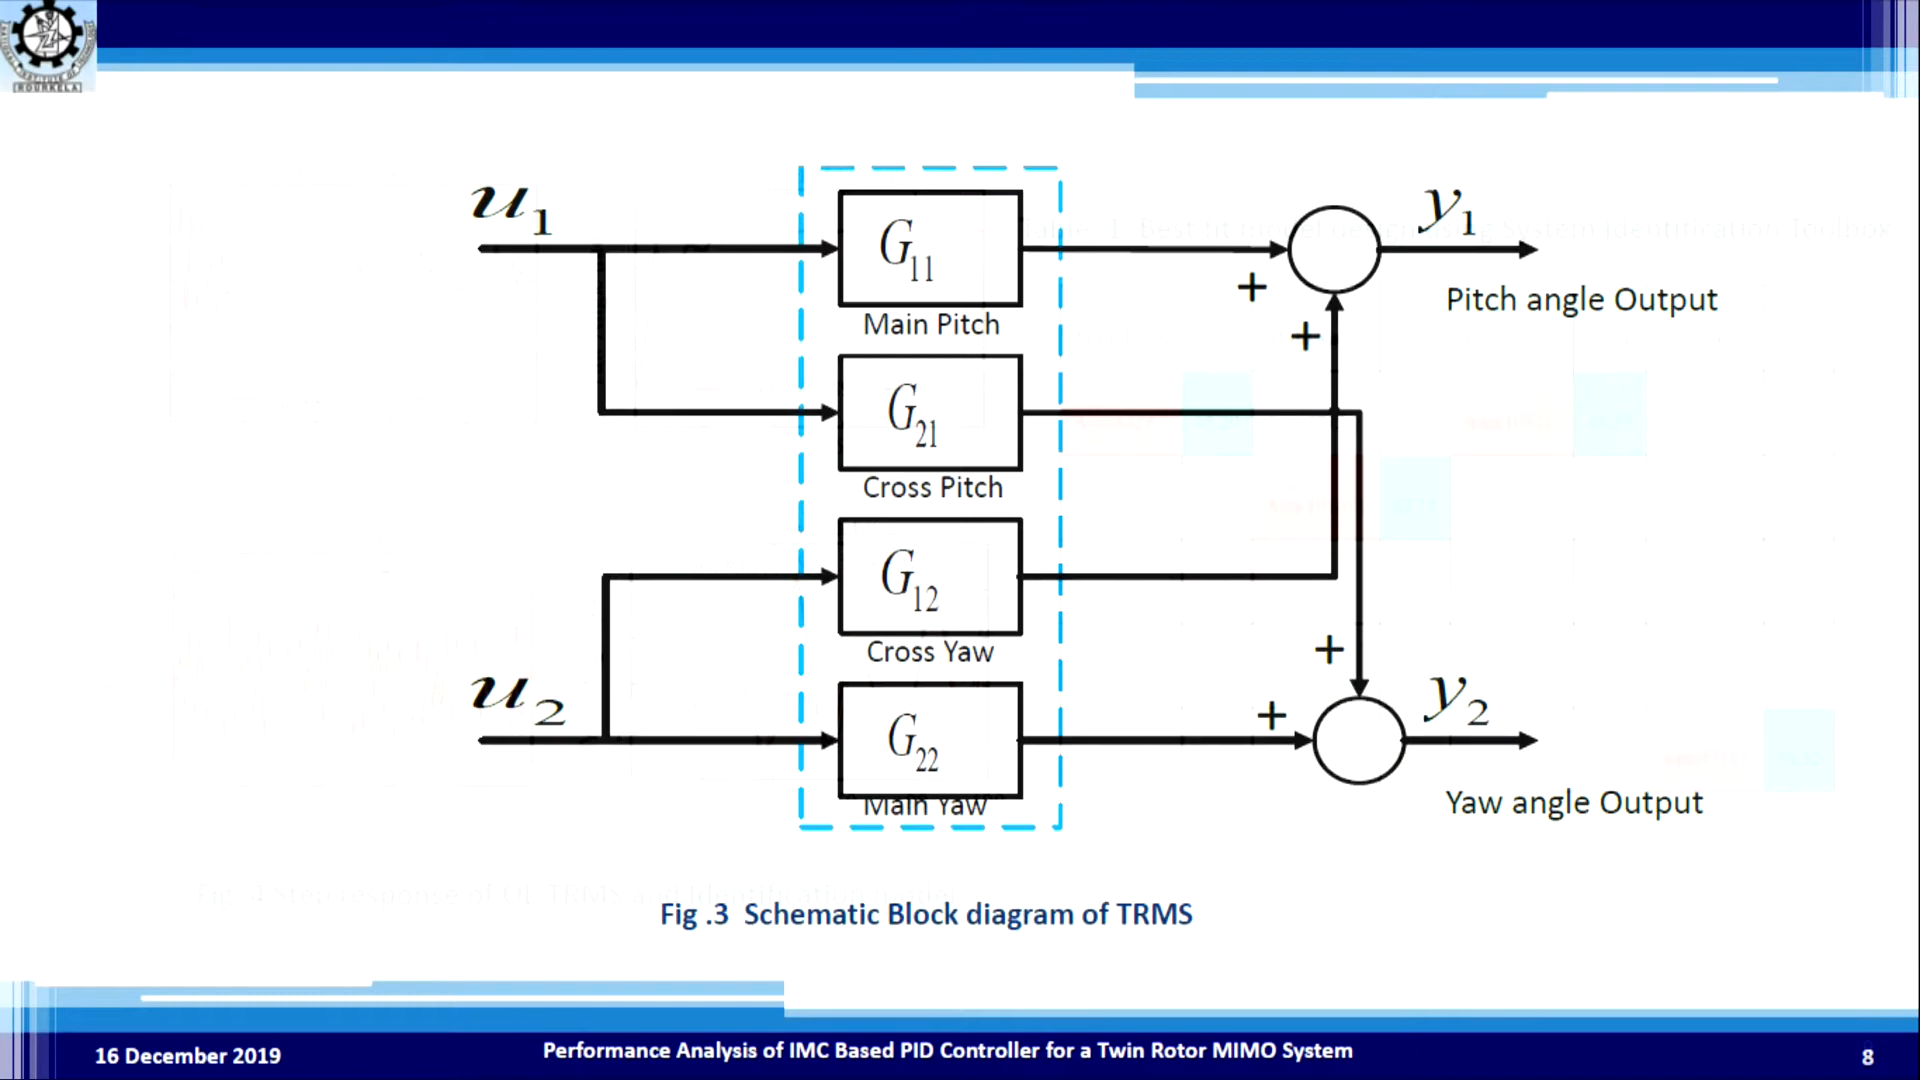 u1
G11
y1
+
Main Pitch
Pitch angle Output
+
G21
Cross Pitch
G12
Cross Yaw
+
u2
G22
+
y2
Main Yaw
Yaw angle Output
Fig .3 Schematic Block diagram of TRMS
16 December 2019
Performance Analysis of IMC Based PID Controller for a Twin Rotor MIMO System
8
ROURKELA